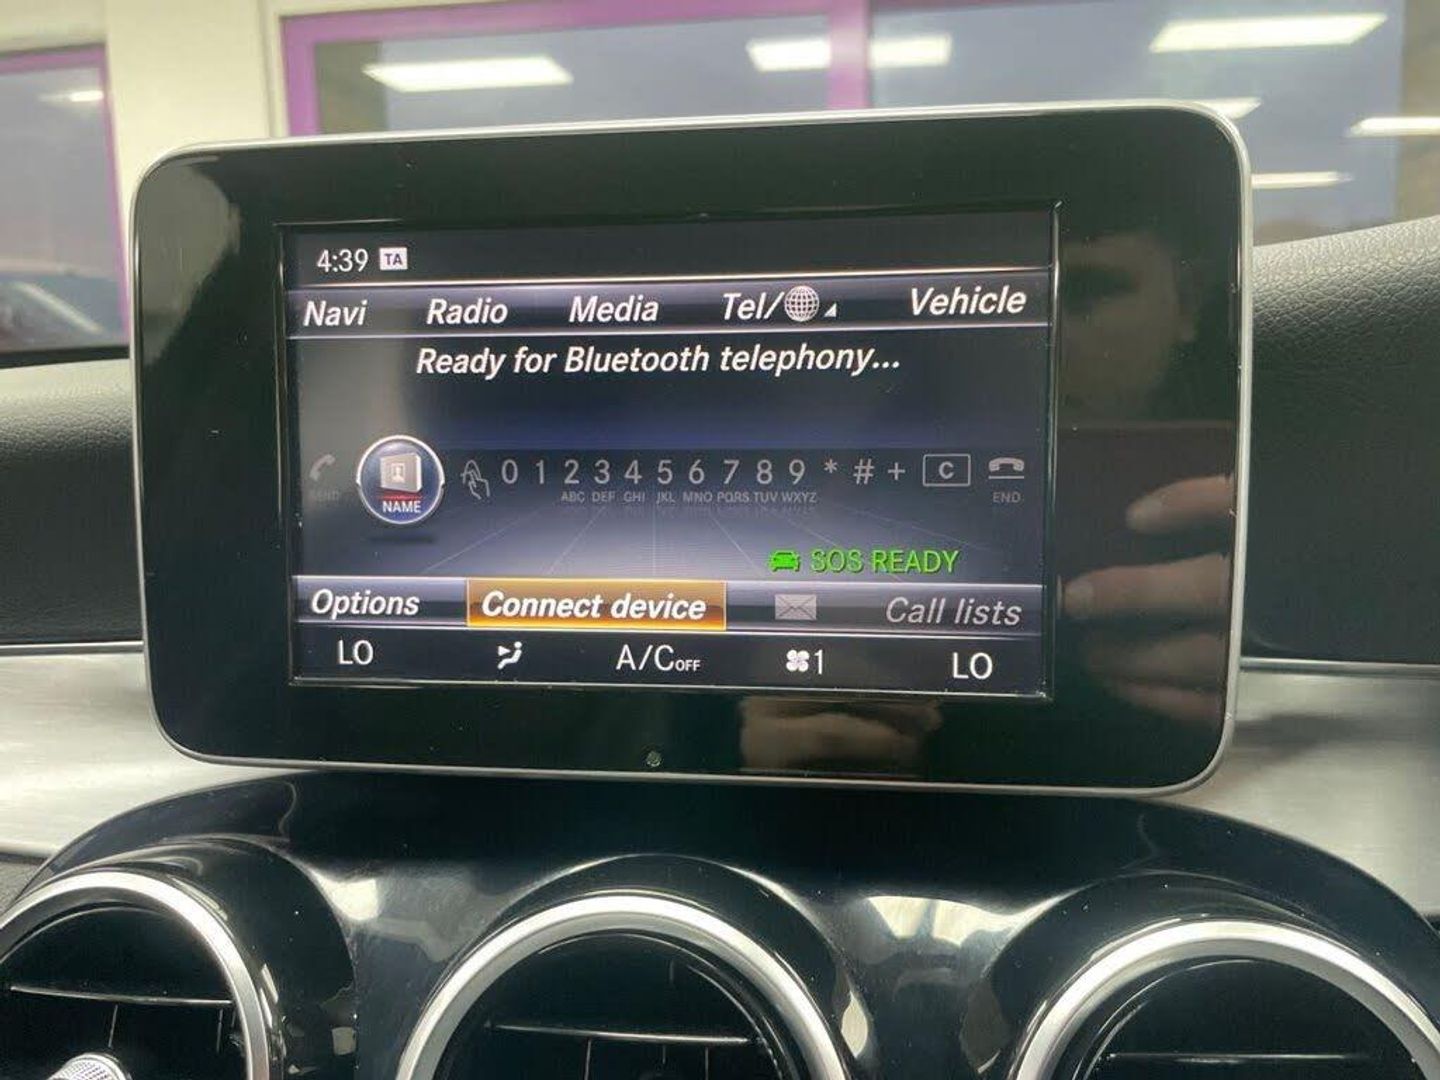 4:39 TA
Navi Radio Media Tel/ Vehicle
Ready for Bluetooth telephony...
SEND NAME 0 1 2 3 4 5 6 7 8 9 * # + C END
ABC DEF GHI JKL MNO PQRS TUV WXYZ
SOS READY
Options Connect device Call lists
LO A/C OFF 1 LO